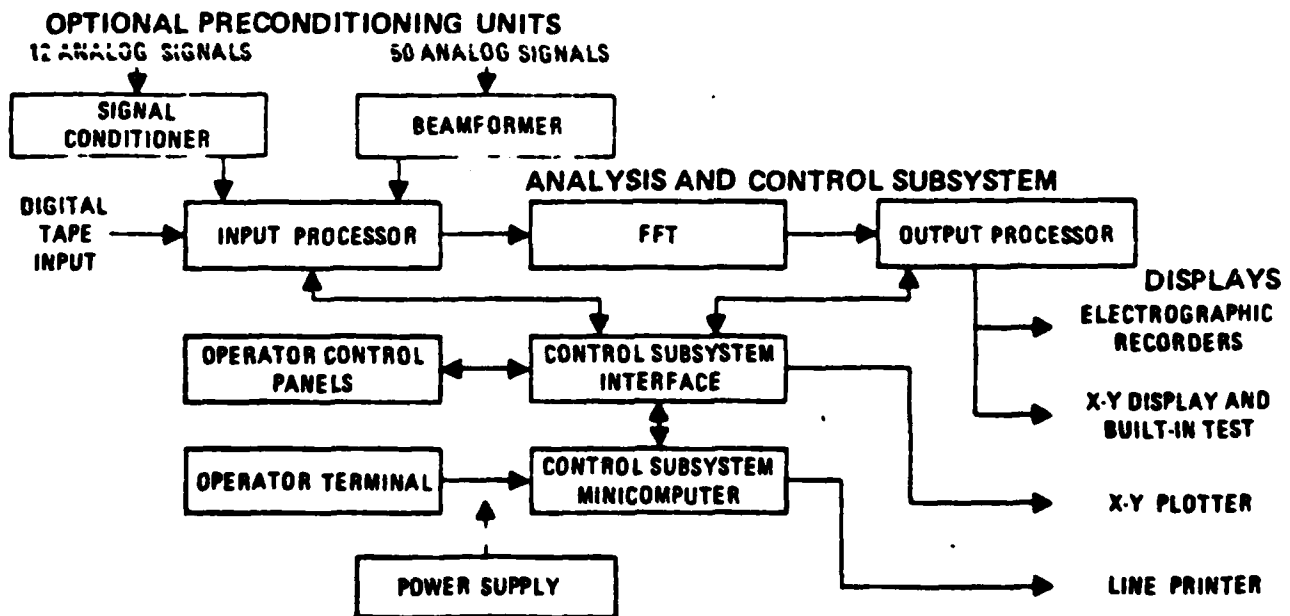 OPTIONAL PRECONDITIONING UNITS
12 ANALOG SIGNALS
50 ANALOG SIGNALS
SIGNAL
CONDITIONER
BEAMFORMER
ANALYSIS AND CONTROL SUBSYSTEM
DIGITAL
TAPE
INPUT
INPUT PROCESSOR
FFT
OUTPUT PROCESSOR
DISPLAYS
ELECTROGRAPHIC
RECORDERS
OPERATOR CONTROL
PANELS
CONTROL SUBSYSTEM
INTERFACE
X-Y DISPLAY AND
BUILT-IN TEST
OPERATOR TERMINAL
CONTROL SUBSYSTEM
MINICOMPUTER
X-Y PLOTTER
POWER SUPPLY
LINE PRINTER